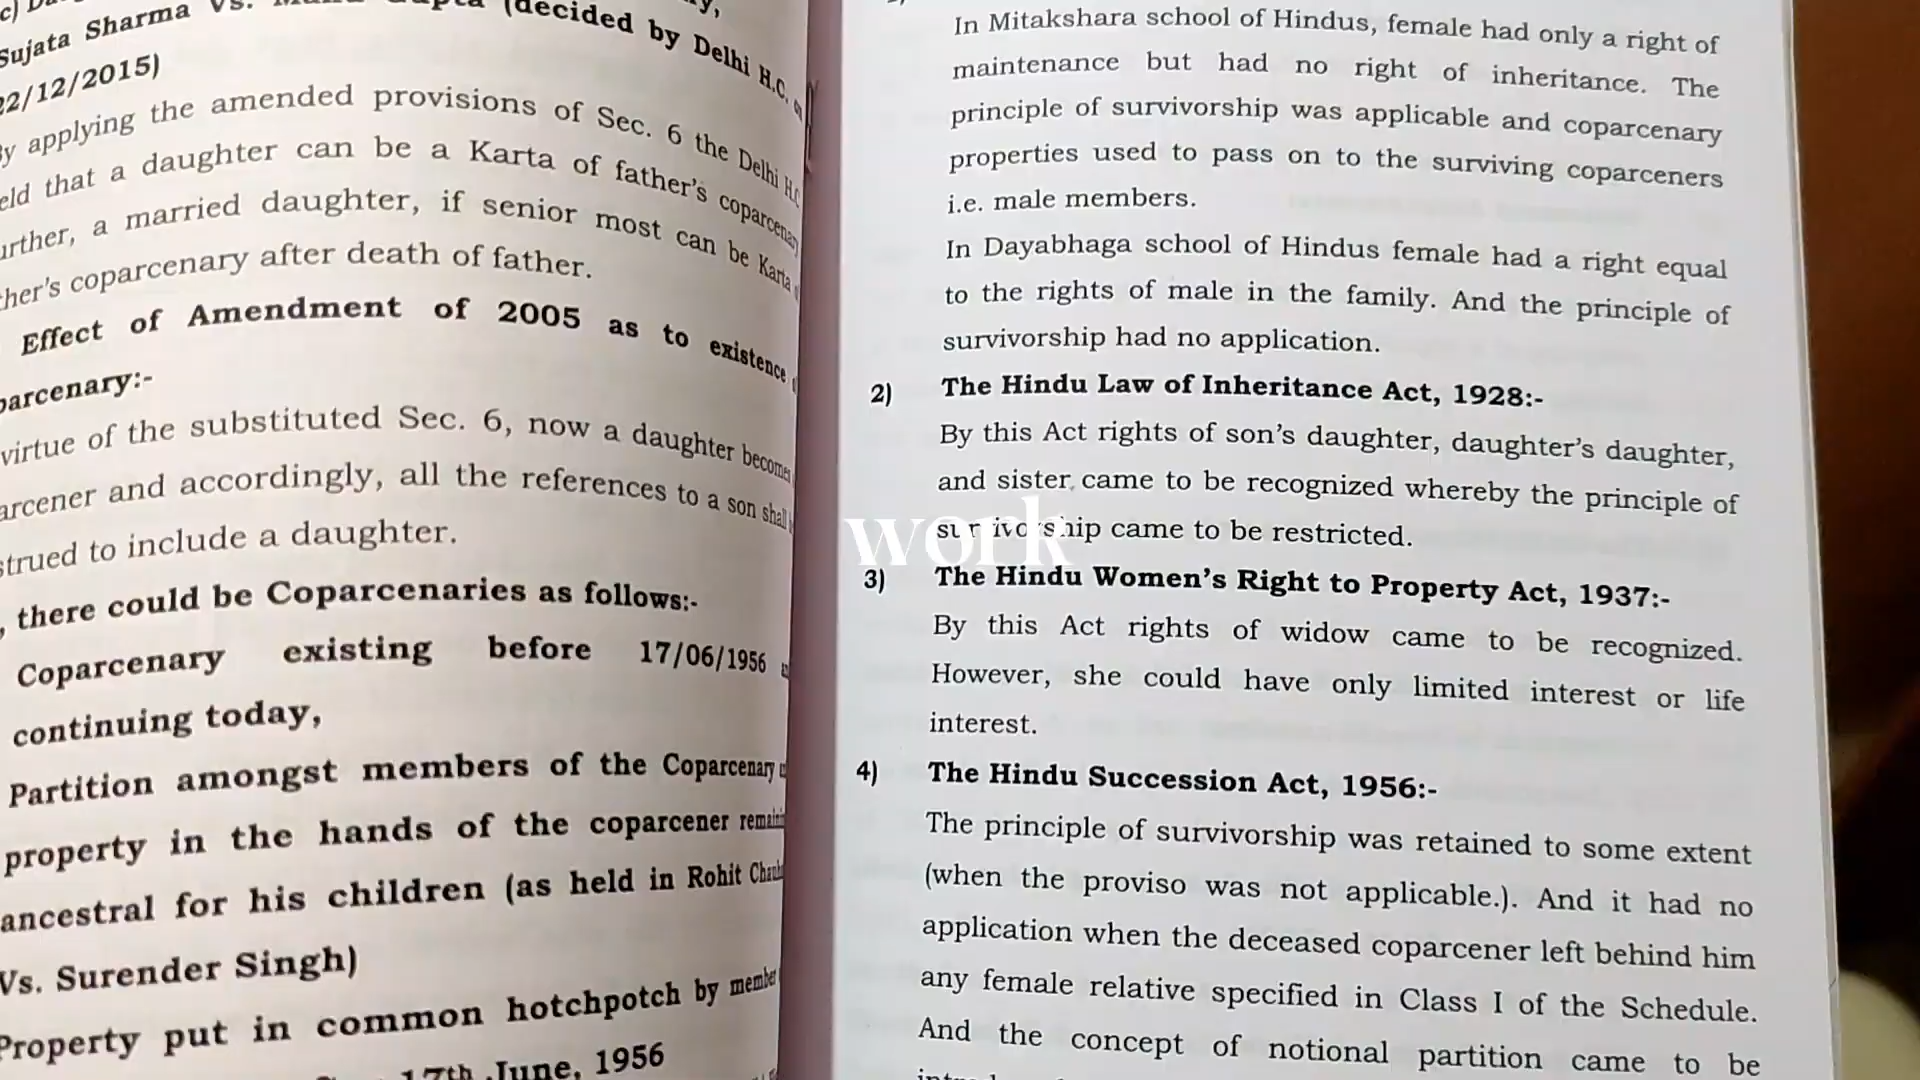 Sujata Sharma Vs. (decided by Delhi H.C.
22/12/2015)
applying the amended provisions of Sec. 6 the Delhi H.C
that a daughter can be a Karta of father's coparcenary
a married daughter, if senior most can be Karta
coparcenary after death of father.
Effect of Amendment of 2005 as to existence
virtue of the substituted Sec. 6, now a daughter becomes
and accordingly, all the references to a son shall
to include a daughter.
there could be Coparcenaries as follows:-
Coparcenary existing before 17/06/1956
continuing today,
Partition amongst members of the Coparcenary
property in the hands of the coparcener
ancestral for his children (as held in Rohit
Vs. Surender Singh)
Property put in common hotchpotch by
17th June, 1956
In Mitakshara school of Hindus, female had only a right of
maintenance but had no right of inheritance. The
principle of survivorship was applicable and coparcenary
properties used to pass on to the surviving coparceners
i.e. male members.
In Dayabhaga school of Hindus female had a right equal
to the rights of male in the family. And the principle of
survivorship had no application.
2) The Hindu Law of Inheritance Act, 1928:-
By this Act rights of son's daughter, daughter's daughter,
and sister came to be recognized whereby the principle of
survivorship came to be restricted.
work
3) The Hindu Women's Right to Property Act, 1937:-
By this Act rights of widow came to be recognized.
However, she could have only limited interest or life
interest.
4) The Hindu Succession Act, 1956:-
The principle of survivorship was retained to some extent
(when the proviso was not applicable.). And it had no
application when the deceased coparcener left behind him
any female relative specified in Class I of the Schedule.
And the concept of notional partition came to be